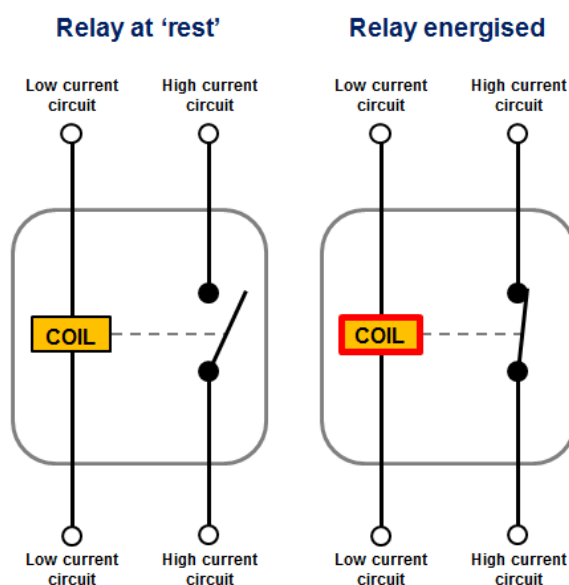 Relay at ‘rest’
Relay energised
Low current
circuit
High current
circuit
Low current
circuit
High current
circuit
COIL
COIL
Low current
circuit
High current
circuit
Low current
circuit
High current
circuit